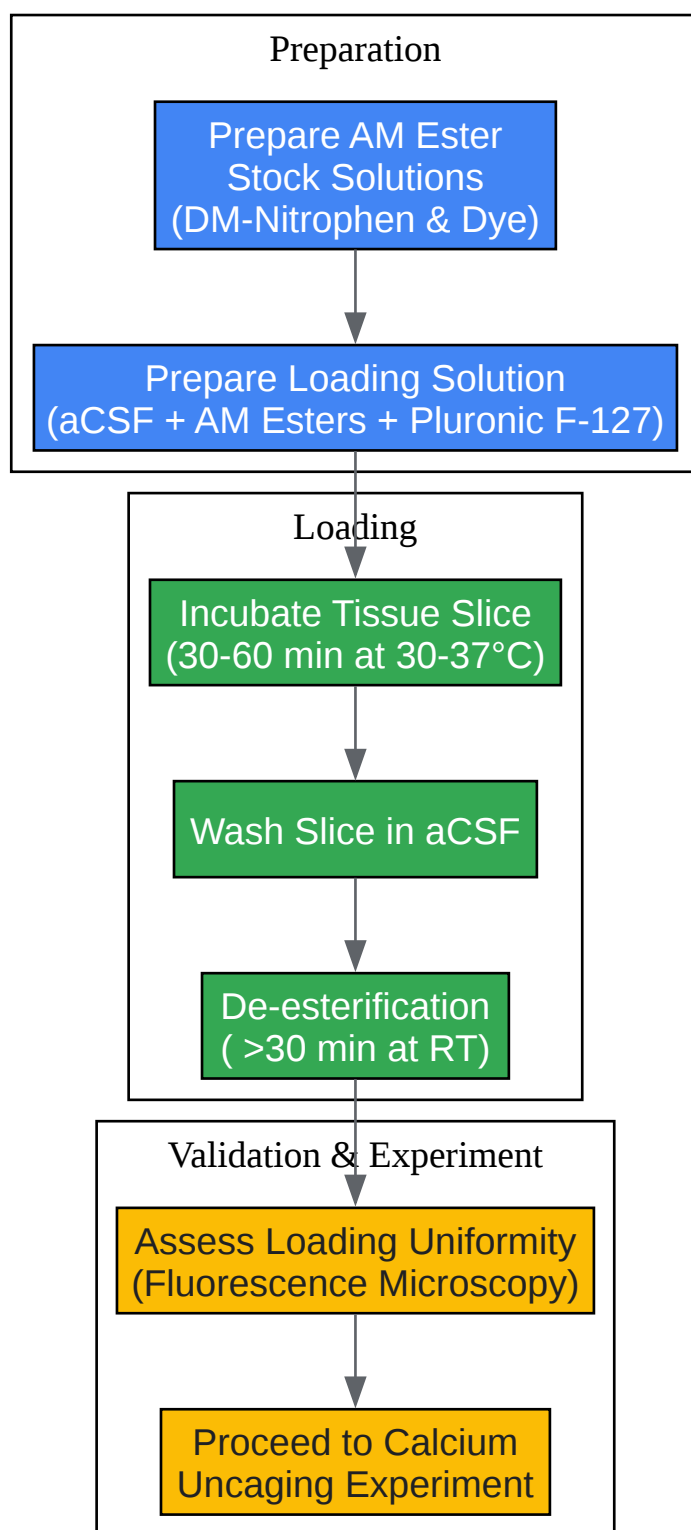 Preparation
Prepare AM Ester
Stock Solutions
(DM-Nitrophen & Dye)
Prepare Loading Solution
(aCSF + AM Esters + Pluronic F-127)
Loading
Incubate Tissue Slice
(30-60 min at 30-37°C)
Wash Slice in aCSF
De-esterification
( >30 min at RT)
Validation & Experiment
Assess Loading Uniformity
(Fluorescence Microscopy)
Proceed to Calcium
Uncaging Experiment